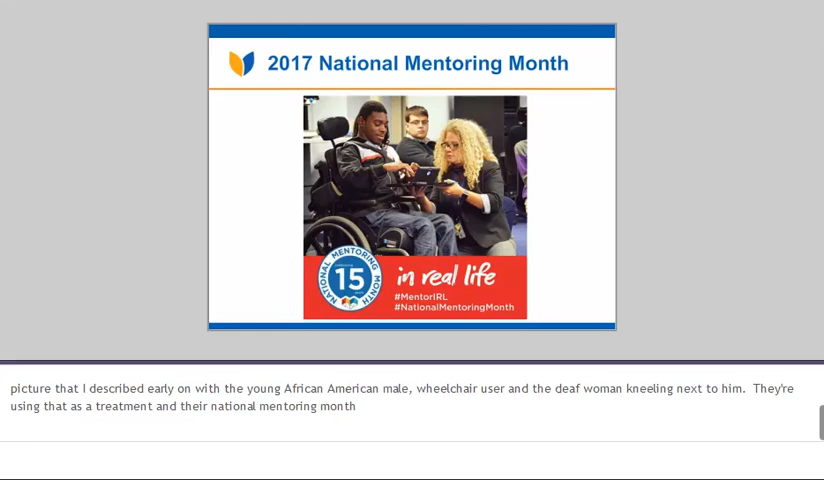 2017 National Mentoring Month
NATIONAL MENTORING MONTH
15
in real life
#MentorIRL
#NationalMentoringMonth
picture that I described early on with the young African American male, wheelchair user and the deaf woman kneeling next to him.  They're
using that as a treatment and their national mentoring month